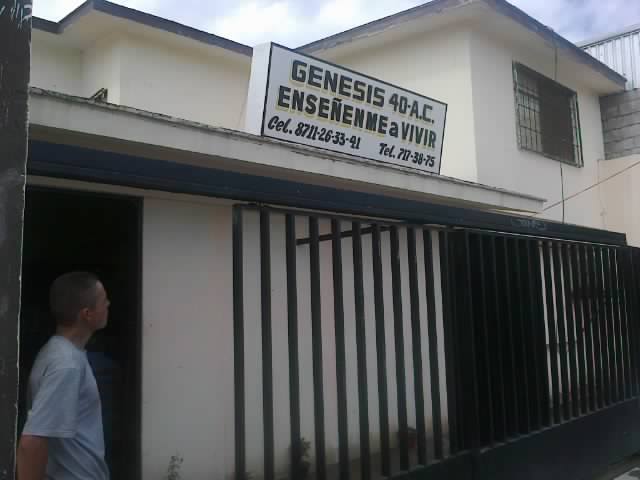 GENESIS 40-A.C.
ENSEÑENME a VIVIR
Cel. 8711-26-33-41 Tel. 717-38-75